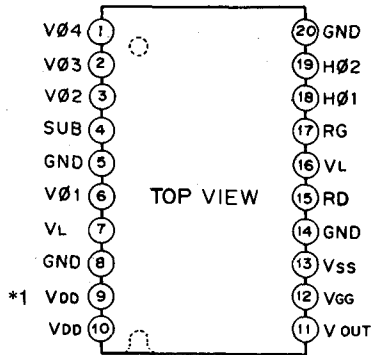 VØ4 1 20 GND
VØ3 2 19 HØ2
VØ2 3 18 HØ1
SUB 4 17 RG
GND 5 16 VL
VØ1 6 TOP VIEW 15 RD
VL 7 14 GND
GND 8 13 VSS
*1 VDD 9 12 VGG
VDD 10 11 V OUT